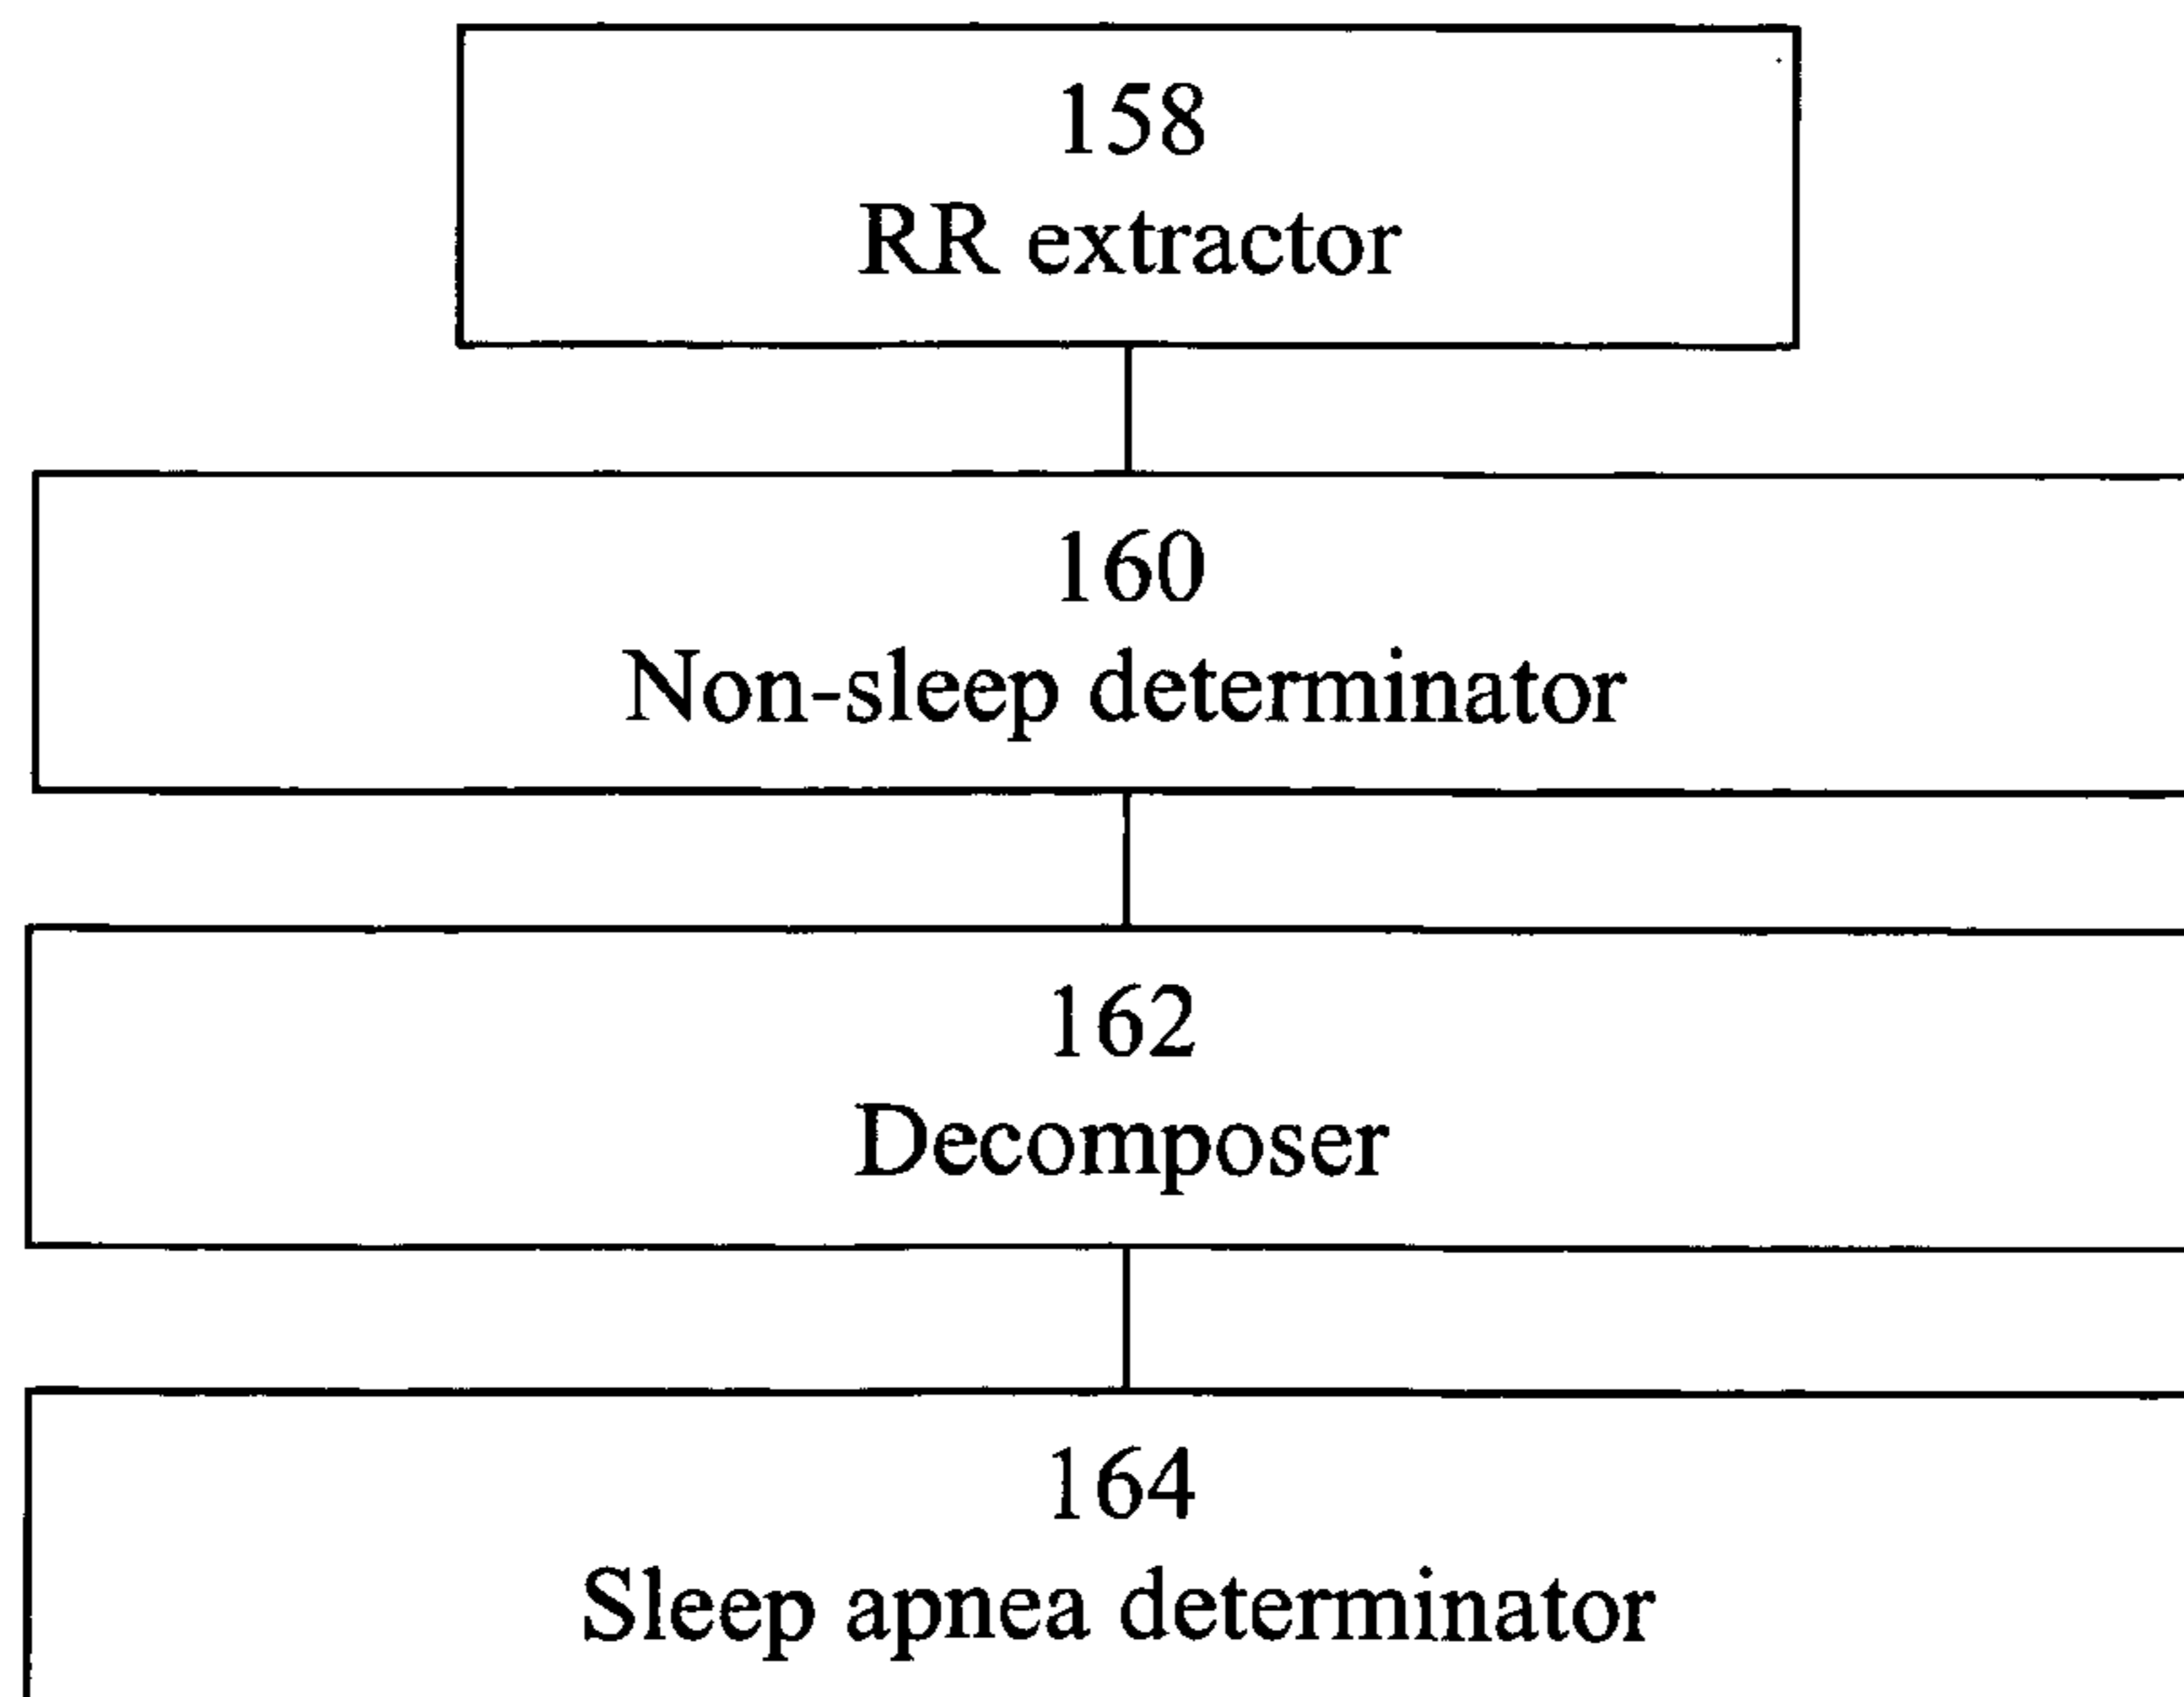 158
RR extractor
160
Non-sleep determinator
162
Decomposer
164
Sleep apnea determinator